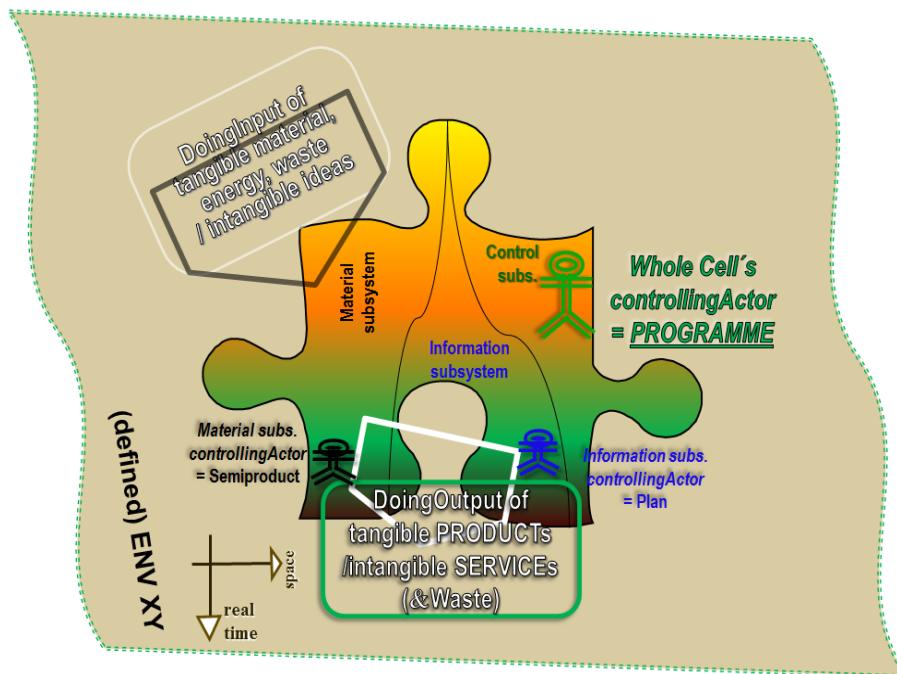 DoingInput of
tangible material,
energy, waste
/ intangible ideas
Material
subsystem
Control
subs.
Whole Cell´s
controllingActor
= PROGRAMME
Information
subsystem
Material subs.
controllingActor
= Semiproduct
Information subs.
controllingActor
= Plan
DoingOutput of
tangible PRODUCTs
/intangible SERVICEs
(&Waste)
(defined) ENV XY
space
real
time